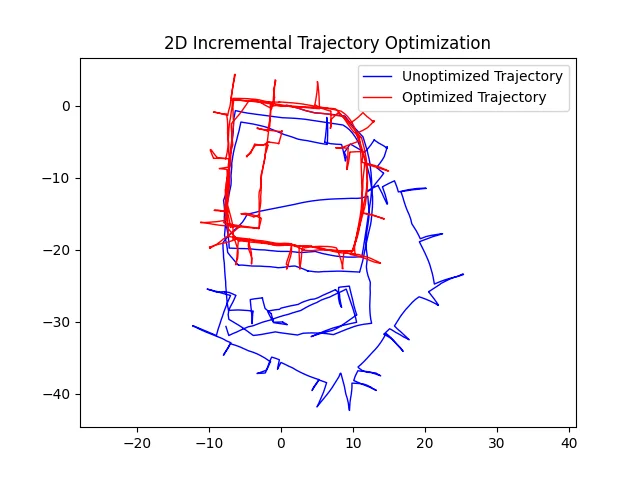 2D Incremental Trajectory Optimization
Unoptimized Trajectory
Optimized Trajectory
0
−10
−20
−30
−40
−20 −10 0 10 20 30 40